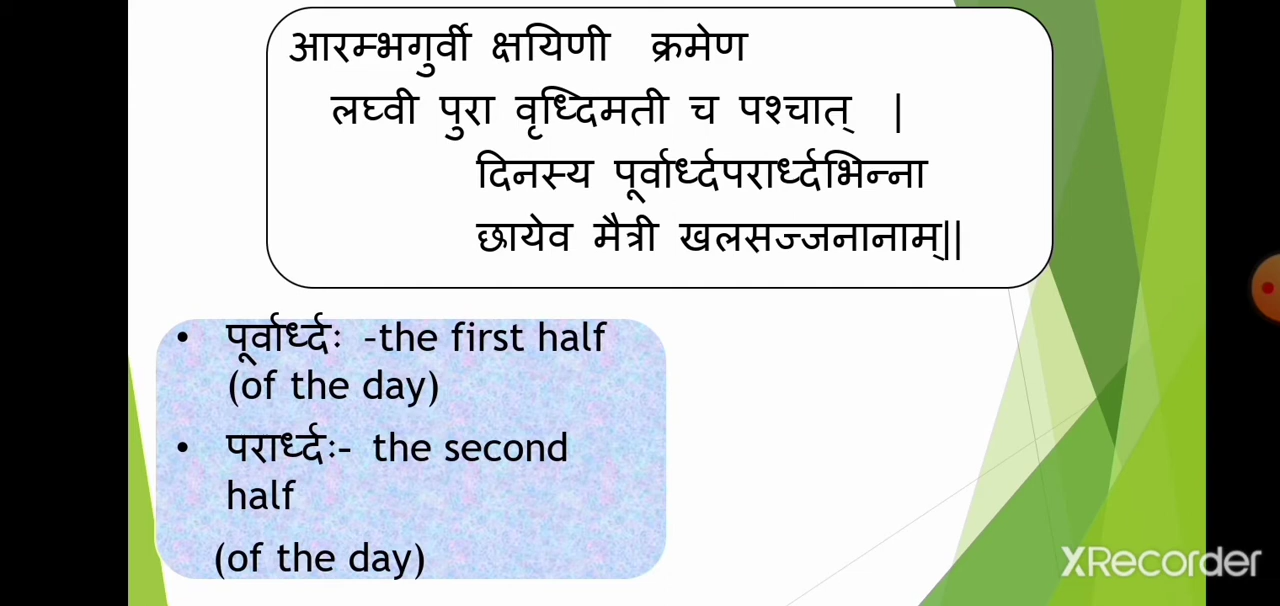 आरम्भगुर्वी क्षयिणी क्रमेण
लघ्वी पुरा वृध्दिमती च पश्चात् |
दिनस्य पूर्वार्ध्दपरार्ध्दभिन्ना
छायेव मैत्री खलसज्जनानाम्||
• पूर्वार्ध्दः -the first half
(of the day)
• परार्ध्दः- the second
half
(of the day)
XRecorder